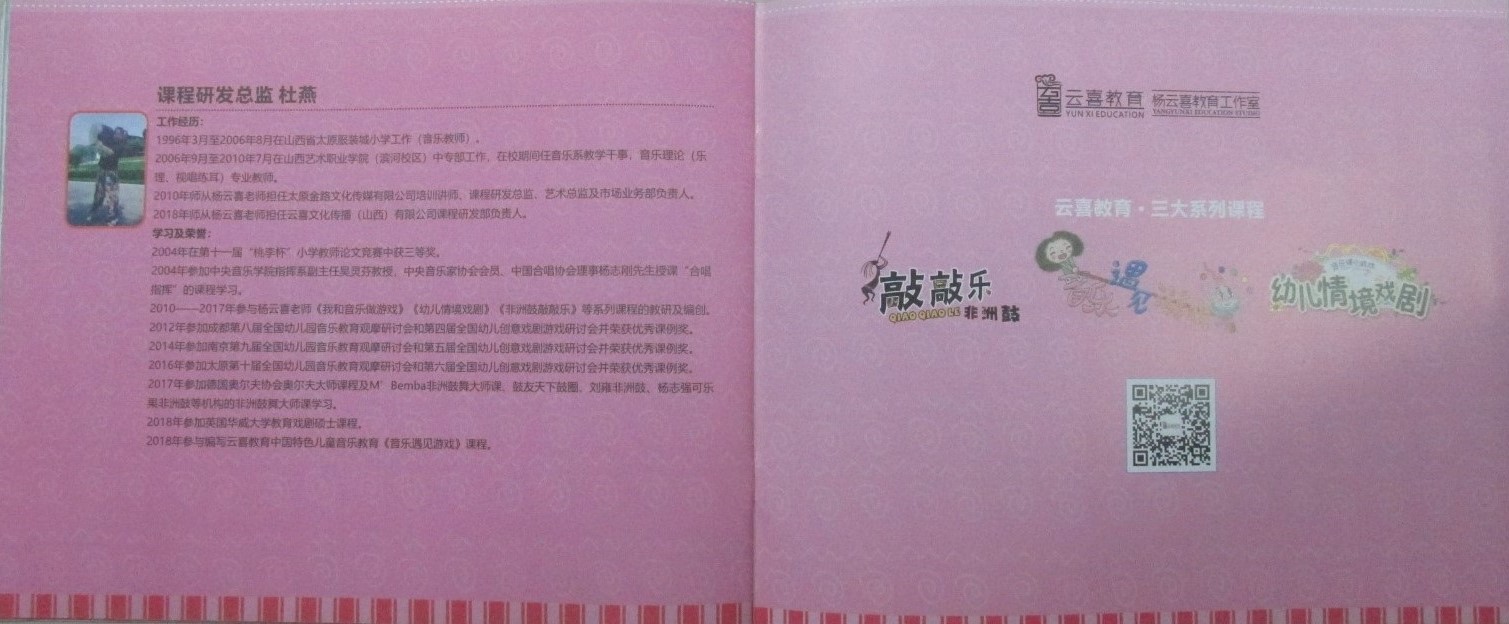 课程研发总监 杜燕
工作经历：
1996年3月至2006年8月在山西省太原服装城小学工作（音乐教师）。
2006年9月至2010年7月在山西艺术职业学院（滨河校区）中专部工作，在校期间任音乐系教学干事，音乐理论（乐
理、视唱练耳）专业教师。
2010年师从杨云喜老师担任太原金路文化传媒有限公司培训讲师、课程研发总监、艺术总监及市场业务部负责人。
2018年师从杨云喜老师担任云喜文化传播（山西）有限公司课程研发部负责人。
学习及荣誉：
2004年在第十一届“桃李杯”小学教师论文竞赛中获三等奖。
2004年参加中央音乐学院指挥系副主任吴灵芬教授、中央音乐家协会会员、中国合唱协会理事杨志刚先生授课“合唱
指挥”的课程学习。
2010——2017年参与杨云喜老师《我和音乐做游戏》《幼儿情境戏剧》《非洲鼓敲敲乐》等系列课程的教研及编创。
2012年参加成都第八届全国幼儿园音乐教育观摩研讨会和第四届全国幼儿创意戏剧游戏研讨会并荣获优秀课例奖。
2014年参加南京第九届全国幼儿园音乐教育观摩研讨会和第五届全国幼儿创意戏剧游戏研讨会并荣获优秀课例奖。
2016年参加太原第十届全国幼儿园音乐教育观摩研讨会和第六届全国幼儿创意戏剧游戏研讨会并荣获优秀课例奖。
2017年参加德国奥尔夫协会奥尔夫大师课程及M’Bemba非洲鼓舞大师课、鼓友天下鼓圈、刘雍非洲鼓、杨志强可乐
果非洲鼓等机构的非洲鼓舞大师课学习。
2018年参加英国华威大学教育戏剧硕士课程。
2018年参与编写云喜教育中国特色儿童音乐教育《音乐遇见游戏》课程。
云喜
云喜教育 杨云喜教育工作室
YUN XI EDUCATION YANGYUNXI EDUCATION STUDIO
云喜教育·三大系列课程
敲敲乐
QIAO QIAO LE 非洲鼓
音乐遇见
幼儿情境戏剧